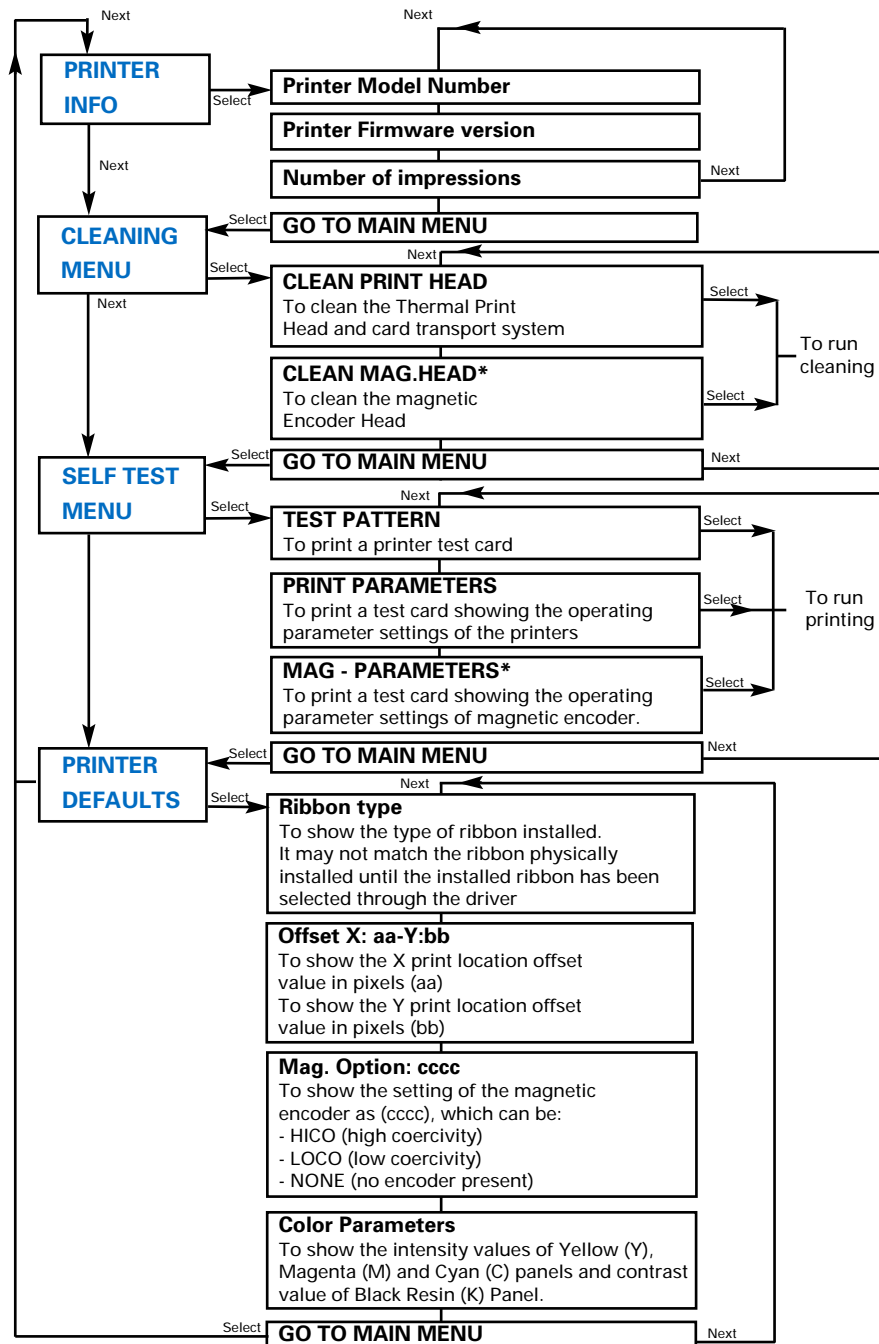 Next
Next
PRINTER
INFO
Select
Printer Model Number
Printer Firmware version
Number of impressions
Next
Next
Select
GO TO MAIN MENU
CLEANING
MENU
Select
Next
Next
CLEAN PRINT HEAD
To clean the Thermal Print
Head and card transport system
Select
To run
cleaning
CLEAN MAG.HEAD*
To clean the magnetic
Encoder Head
Select
Select
GO TO MAIN MENU
Next
SELF TEST
MENU
Select
Next
TEST PATTERN
To print a printer test card
Select
PRINT PARAMETERS
To print a test card showing the operating
parameter settings of the printers
Select
To run
printing
MAG - PARAMETERS*
To print a test card showing the operating
parameter settings of magnetic encoder.
Select
Select
GO TO MAIN MENU
Next
PRINTER
DEFAULTS
Select
Next
Ribbon type
To show the type of ribbon installed.
It may not match the ribbon physically
installed until the installed ribbon has been
selected through the driver
Offset X: aa-Y:bb
To show the X print location offset
value in pixels (aa)
To show the Y print location offset
value in pixels (bb)
Mag. Option: cccc
To show the setting of the magnetic
encoder as (cccc), which can be:
- HICO (high coercivity)
- LOCO (low coercivity)
- NONE (no encoder present)
Color Parameters
To show the intensity values of Yellow (Y),
Magenta (M) and Cyan (C) panels and contrast
value of Black Resin (K) Panel.
Select
GO TO MAIN MENU
Next